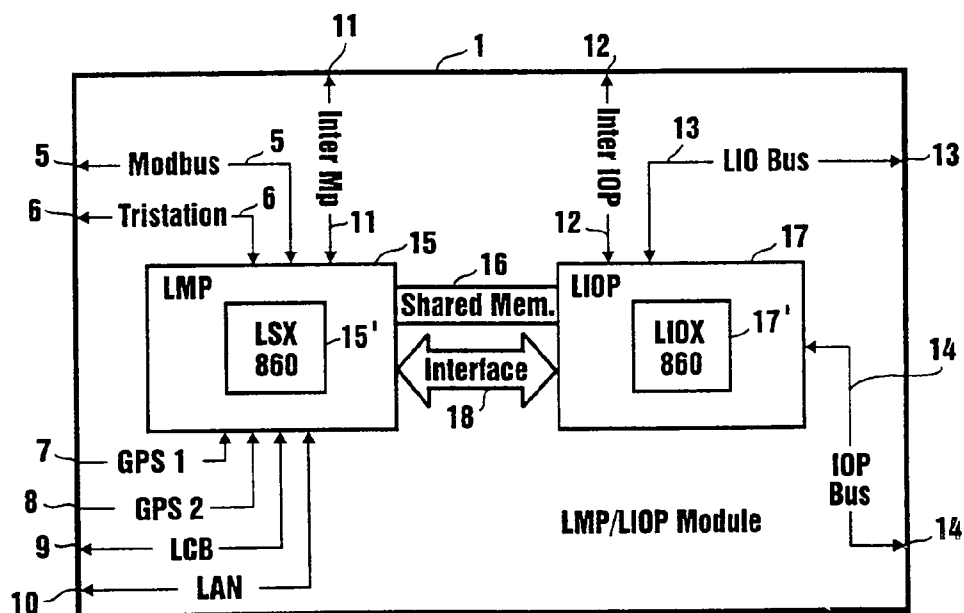 11 1 12
5 Modbus 5
Inter Mp
Inter IOP
13 LIO Bus 13
6 Tristation 6
11 15
12 17
LMP
16
Shared Mem.
LIOP
LSX
860
15'
LIOX
860
17'
Interface
18
14
7 GPS 1
8 GPS 2
9 LCB
10 LAN
IOP
Bus
LMP/LIOP Module
14